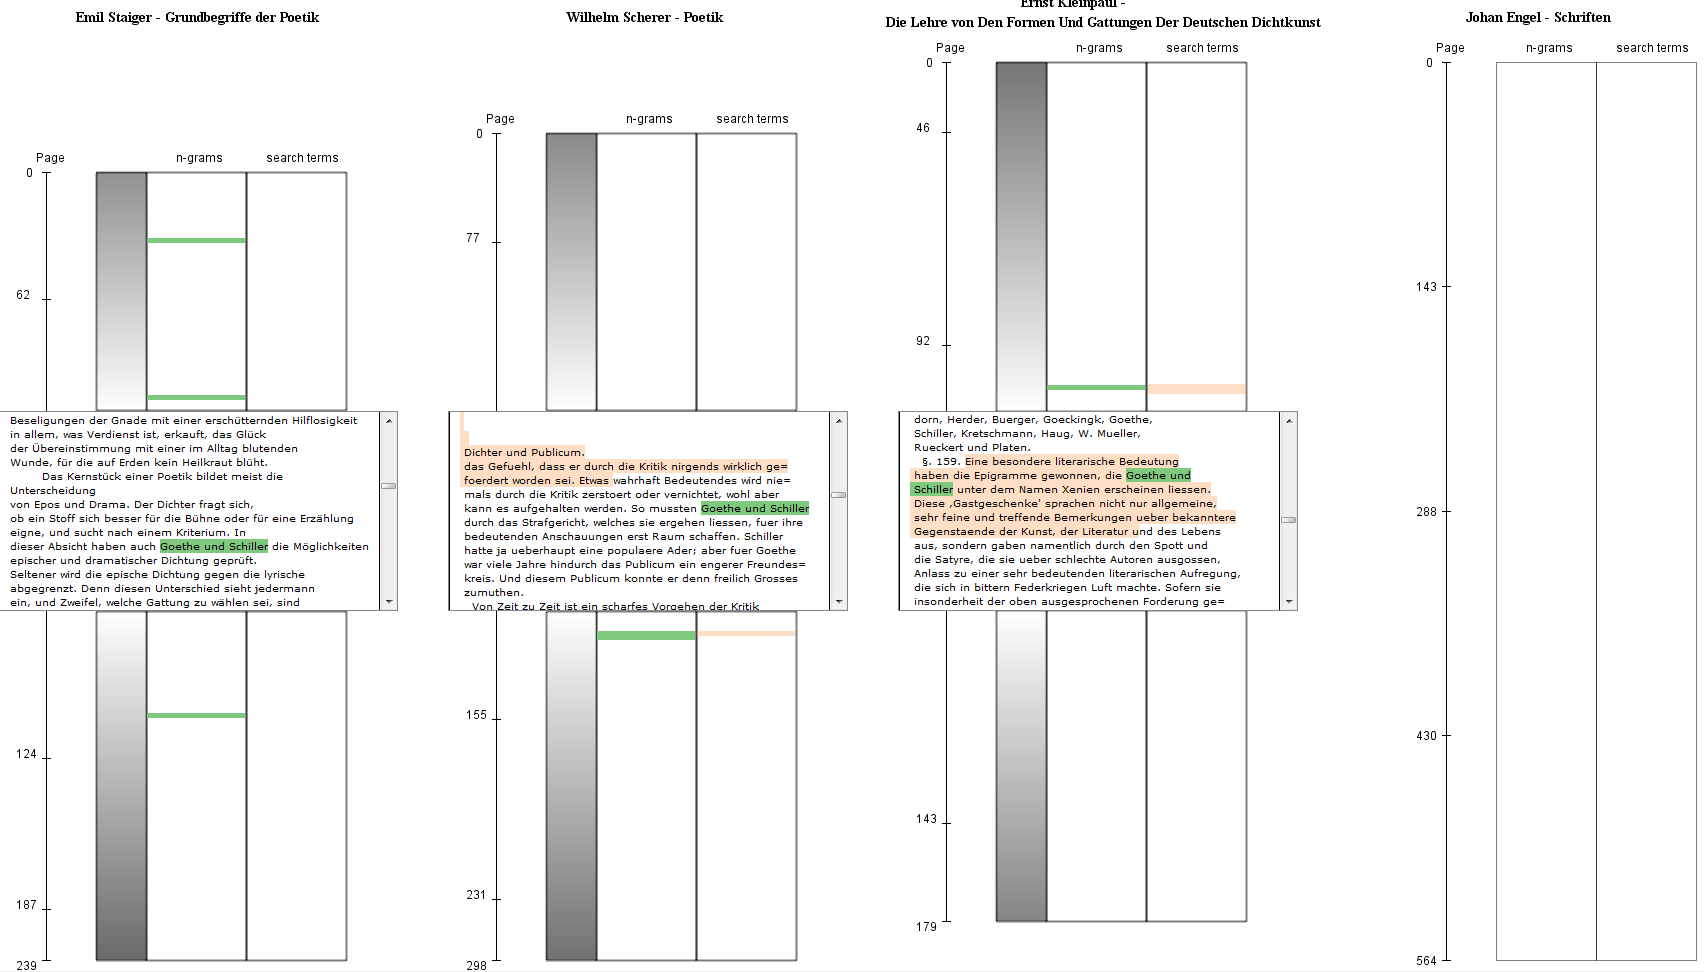 Emil Staiger - Grundbegriffe der Poetik
Page
n-grams
search terms
0
62
Beseligungen der Gnade mit einer erschütternden Hilflosigkeit
in allem, was Verdienst ist, erkauft, das Glück
der Übereinstimmung mit einer im Alltag blutenden
Wunde, für die auf Erden kein Heilkraut blüht.
Das Kernstück einer Poetik bildet meist die
Unterscheidung
von Epos und Drama. Der Dichter fragt sich,
ob ein Stoff sich besser für die Bühne oder für eine Erzählung
eigne, und sucht nach einem Kriterium. In
dieser Absicht haben auch Goethe und Schiller die Möglichkeiten
epischer und dramatischer Dichtung geprüft.
Seltener wird die epische Dichtung gegen die lyrische
abgegrenzt. Denn diesen Unterschied sieht jedermann
ein, und Zweifel, welche Gattung zu wählen sei, sind
124
187
239
Wilhelm Scherer - Poetik
Page
n-grams
search terms
0
77
Dichter und Publicum.
das Gefuehl, dass er durch die Kritik nirgends wirklich ge=
foerdert worden sei. Etwas wahrhaft Bedeutendes wird nie=
mals durch die Kritik zerstoert oder vernichtet, wohl aber
kann es aufgehalten werden. So mussten Goethe und Schiller
durch das Strafgericht, welches sie ergehen liessen, fuer ihre
bedeutenden Anschauungen erst Raum schaffen. Schiller
hatte ja ueberhaupt eine populaere Ader; aber fuer Goethe
war viele Jahre hindurch das Publicum ein engerer Freundes=
kreis. Und diesem Publicum konnte er denn freilich Grosses
zumuthen.
Von Zeit zu Zeit ist ein scharfes Vorgehen der Kritik
155
231
298
Ernst Kleinpaul -
Die Lehre von Den Formen Und Gattungen Der Deutschen Dichtkunst
Page
n-grams
search terms
0
46
92
dorn, Herder, Buerger, Goeckingk, Goethe,
Schiller, Kretschmann, Haug, W. Mueller,
Rueckert und Platen.
§. 159. Eine besondere literarische Bedeutung
haben die Epigramme gewonnen, die Goethe und
Schiller unter dem Namen Xenien erscheinen liessen.
Diese ‚Gastgeschenke' sprachen nicht nur allgemeine,
sehr feine und treffende Bemerkungen ueber bekanntere
Gegenstaende der Kunst, der Literatur und des Lebens
aus, sondern gaben namentlich durch den Spott und
die Satyre, die sie ueber schlechte Autoren ausgossen,
Anlass zu einer sehr bedeutenden literarischen Aufregung,
die sich in bittern Federkriegen Luft machte. Sofern sie
insonderheit der oben ausgesprochenen Forderung ge=
143
179
Johan Engel - Schriften
Page
n-grams
search terms
0
143
288
430
564